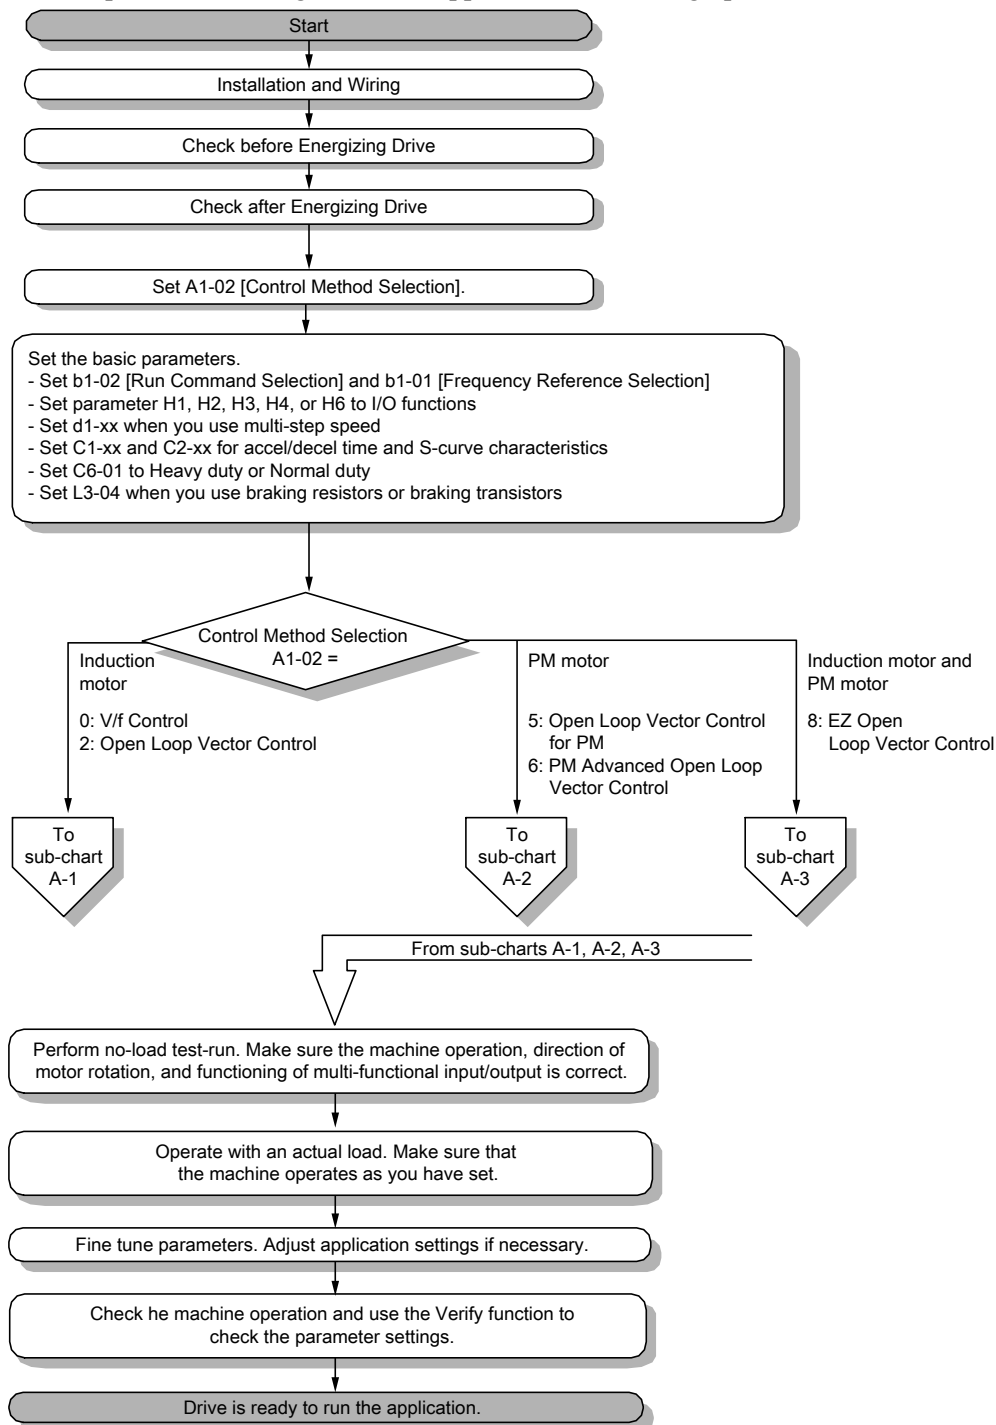 Start
Installation and Wiring
Check before Energizing Drive
Check after Energizing Drive
Set A1-02 [Control Method Selection].
Set the basic parameters.
- Set b1-02 [Run Command Selection] and b1-01 [Frequency Reference Selection]
- Set parameter H1, H2, H3, H4, or H6 to I/O functions
- Set d1-xx when you use multi-step speed
- Set C1-xx and C2-xx for accel/decel time and S-curve characteristics
- Set C6-01 to Heavy duty or Normal duty
- Set L3-04 when you use braking resistors or braking transistors
Control Method Selection
A1-02 =
Induction
motor
0: V/f Control
2: Open Loop Vector Control
PM motor
5: Open Loop Vector Control
for PM
6: PM Advanced Open Loop
Vector Control
Induction motor and
PM motor
8: EZ Open
Loop Vector Control
To
sub-chart
A-1
To
sub-chart
A-2
To
sub-chart
A-3
From sub-charts A-1, A-2, A-3
Perform no-load test-run. Make sure the machine operation, direction of
motor rotation, and functioning of multi-functional input/output is correct.
Operate with an actual load. Make sure that
the machine operates as you have set.
Fine tune parameters. Adjust application settings if necessary.
Check he machine operation and use the Verify function to
check the parameter settings.
Drive is ready to run the application.